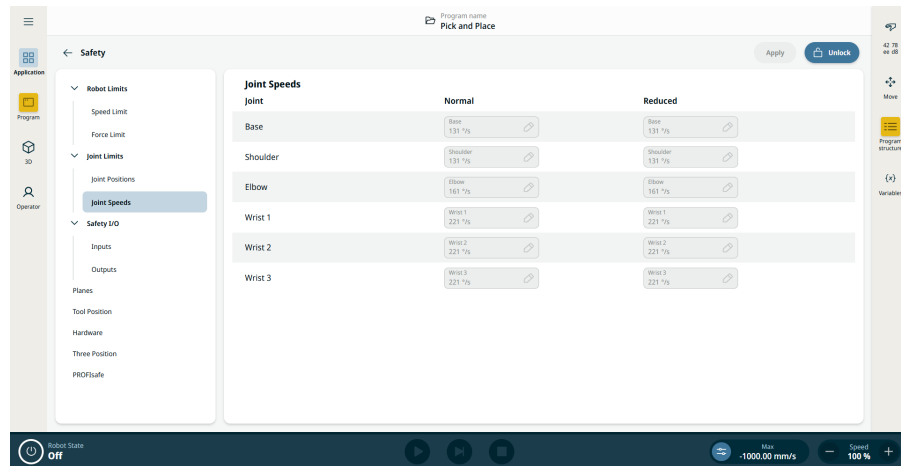 Program name
Pick and Place
Application
Program
3D
Operator
Safety
Apply
Unlock
Robot Limits
Speed Limit
Force Limit
Joint Limits
Joint Positions
Joint Speeds
Safety I/O
Inputs
Outputs
Planes
Tool Position
Hardware
Three Position
PROFIsafe
Joint Speeds
Joint Normal Reduced
Base
Base
131 °/s
Base
131 °/s
Shoulder
Shoulder
131 °/s
Shoulder
131 °/s
Elbow
Elbow
161 °/s
Elbow
161 °/s
Wrist 1
Wrist 1
221 °/s
Wrist 1
221 °/s
Wrist 2
Wrist 2
221 °/s
Wrist 2
221 °/s
Wrist 3
Wrist 3
221 °/s
Wrist 3
221 °/s
42 78
ee d8
Move
Program
structure
{x}
Variables
Robot State
Off
Max
-1000.00 mm/s
Speed
100 %